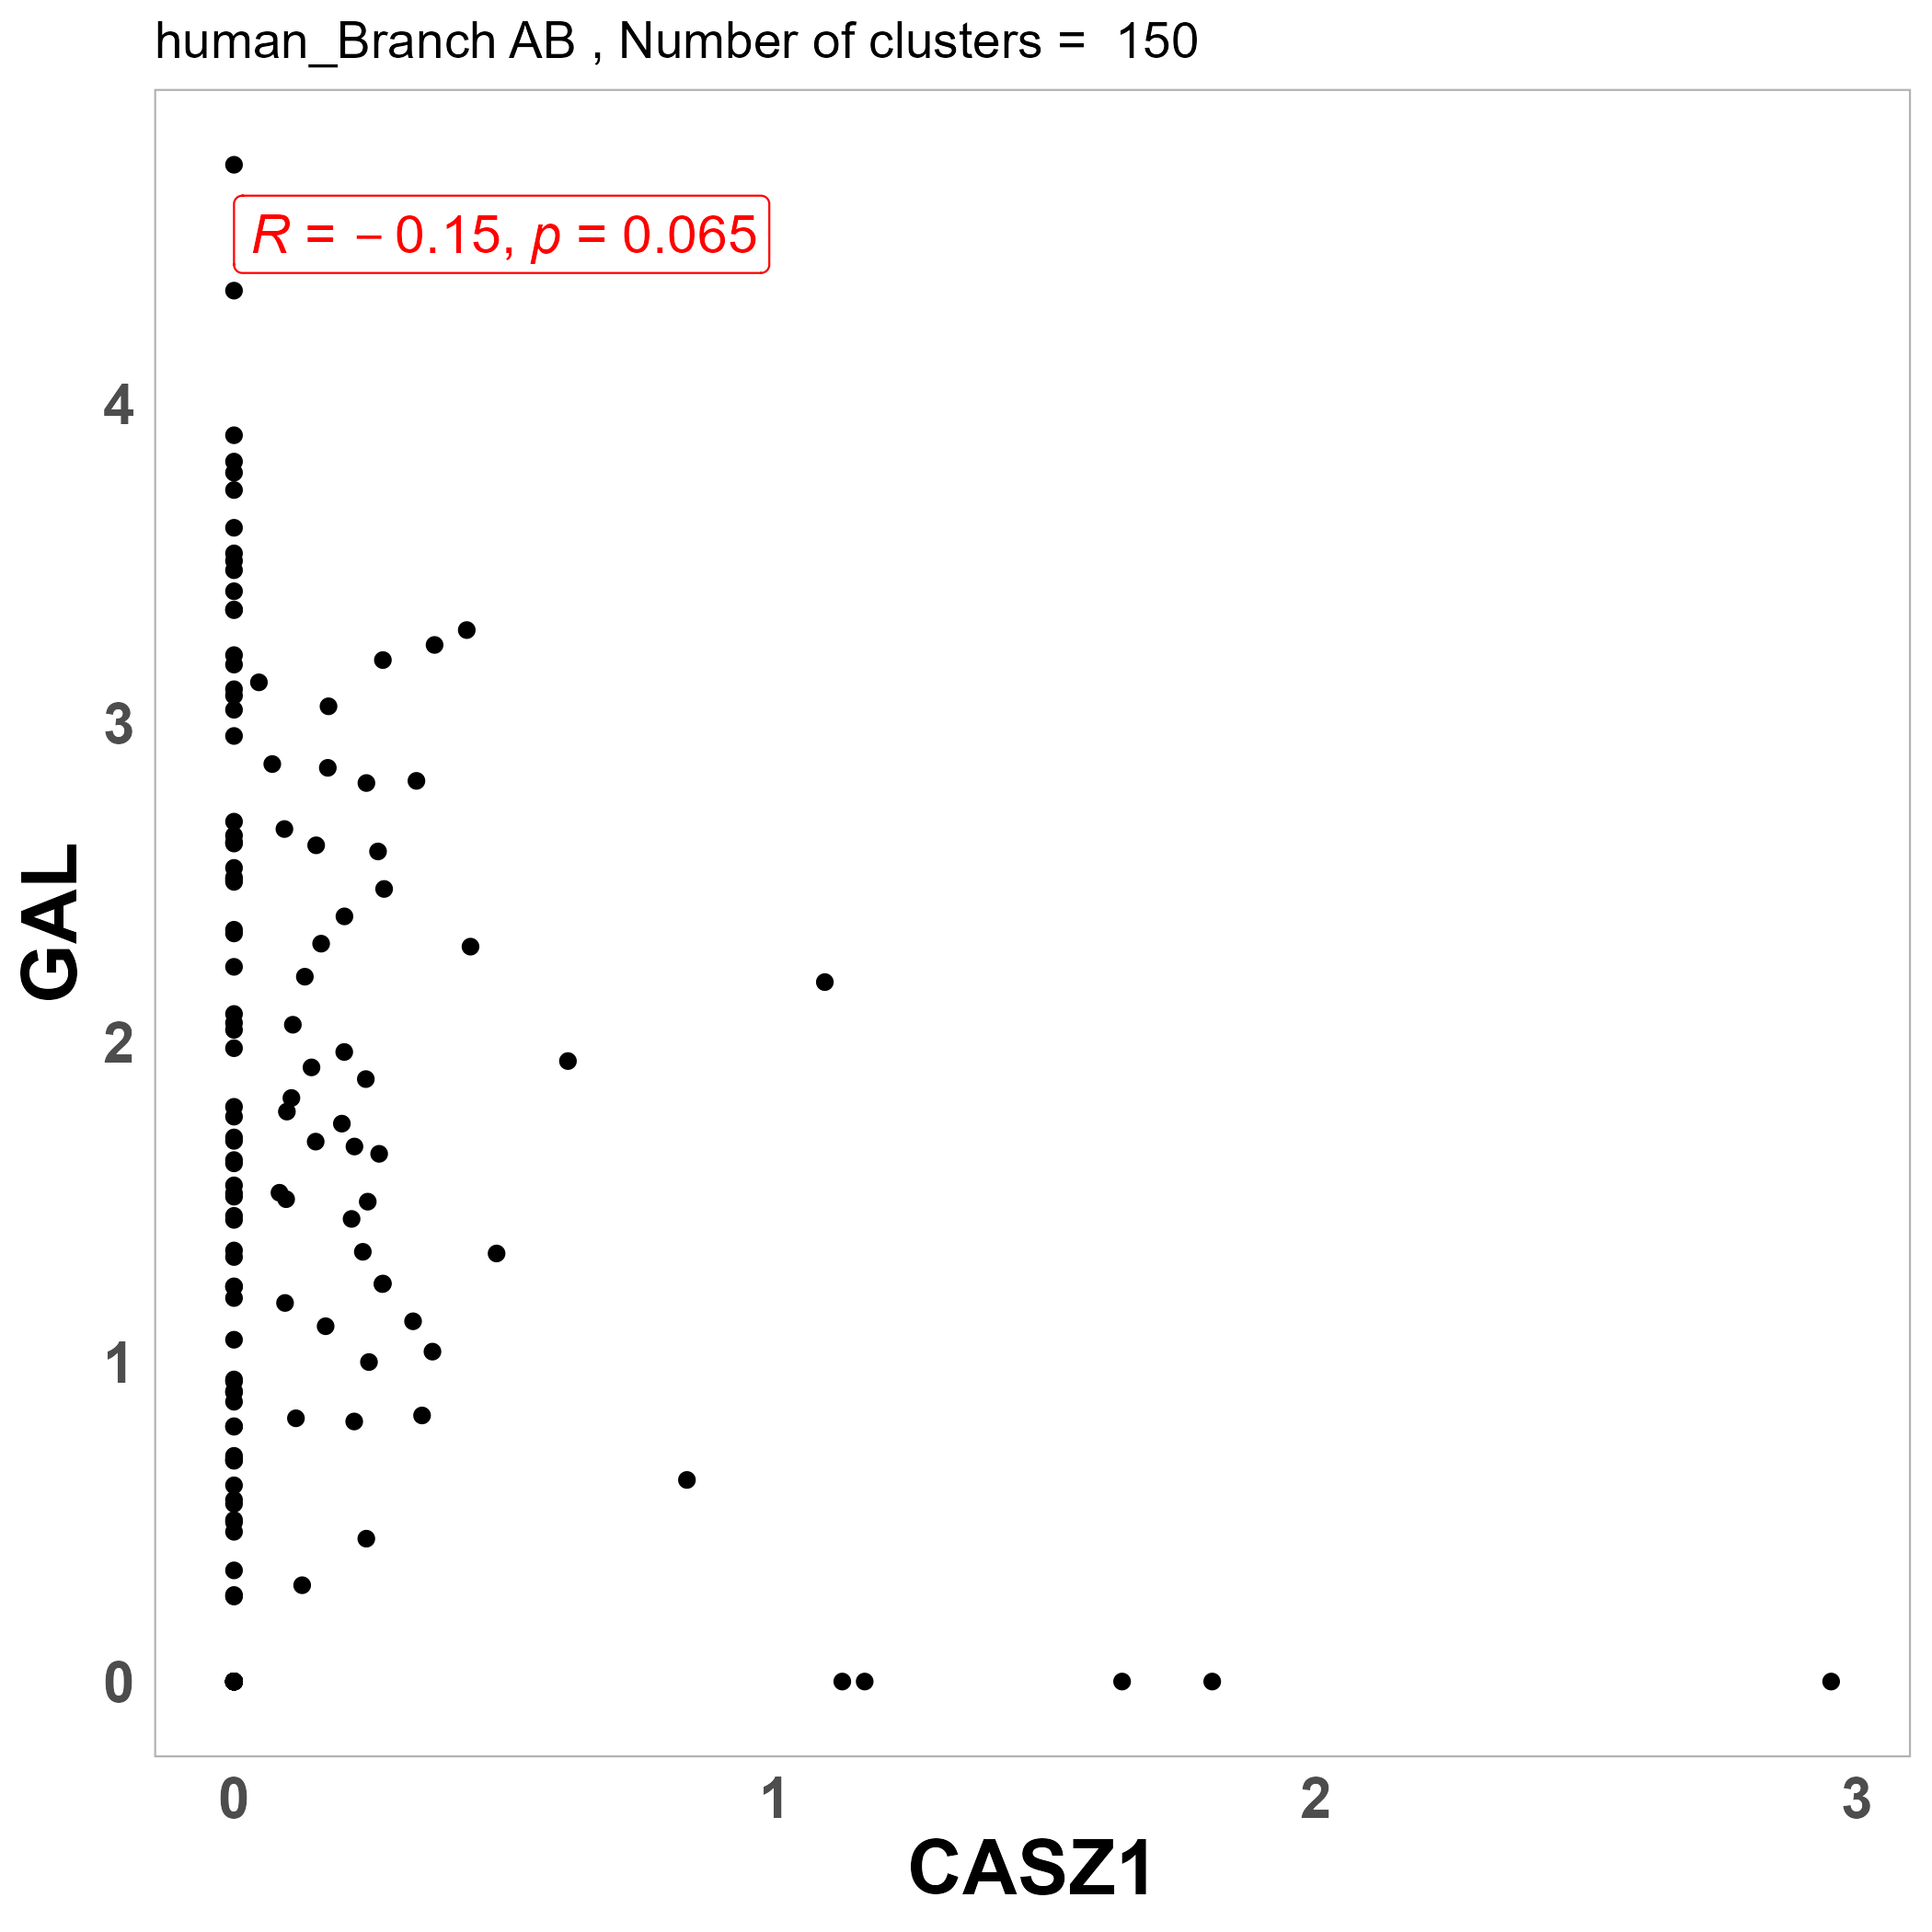 human_Branch AB , Number of clusters =  150
R = − 0.15, p = 0.065
4
3
2
1
0
GAL
0 1 2 3
CASZ1